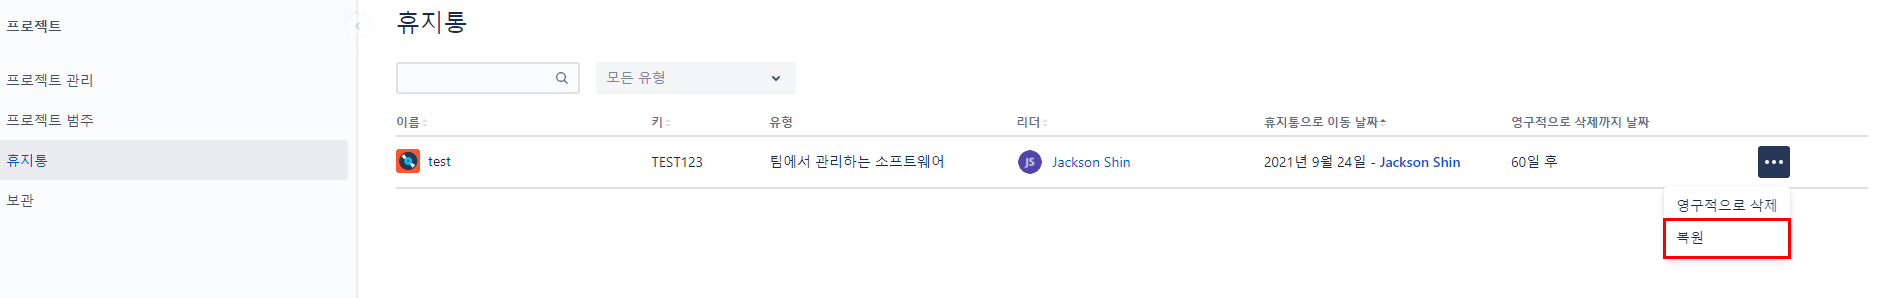 프로젝트
프로젝트 관리
프로젝트 범주
휴지통
보관
휴지통
모든 유형
이름 키 유형 리더 휴지통으로 이동 날짜 영구적으로 삭제까지 날짜
test TEST123 팀에서 관리하는 소프트웨어 JS Jackson Shin 2021년 9월 24일 - Jackson Shin 60일 후
영구적으로 삭제
복원